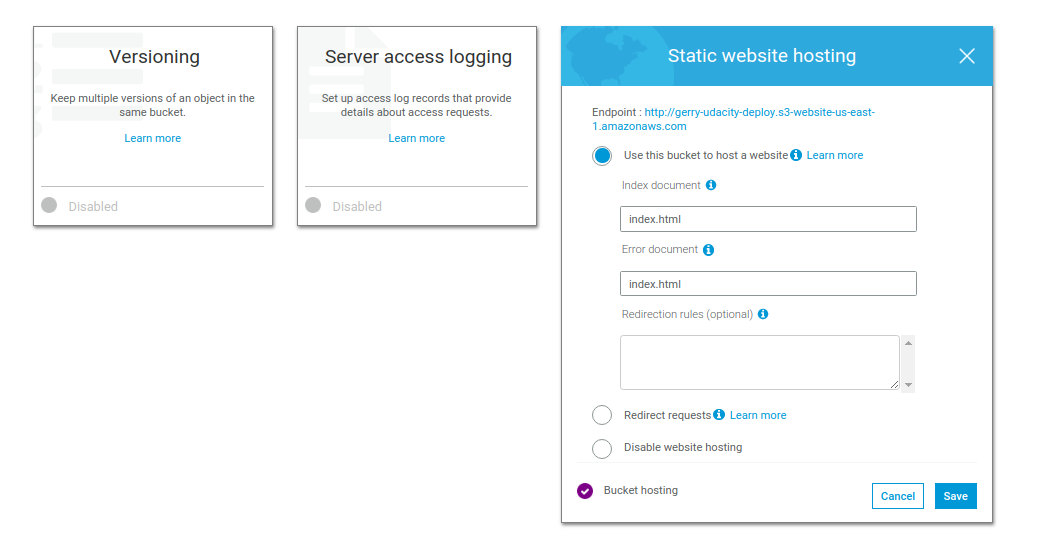 Versioning
Keep multiple versions of an object in the
same bucket.
Learn more
Disabled
Server access logging
Set up access log records that provide
details about access requests.
Learn more
Disabled
Static website hosting
Endpoint : http://gerry-udacity-deploy.s3-website-us-east-
1.amazonaws.com
Use this bucket to host a website Learn more
Index document
index.html
Error document
index.html
Redirection rules (optional)
Redirect requests Learn more
Disable website hosting
Bucket hosting
Cancel Save